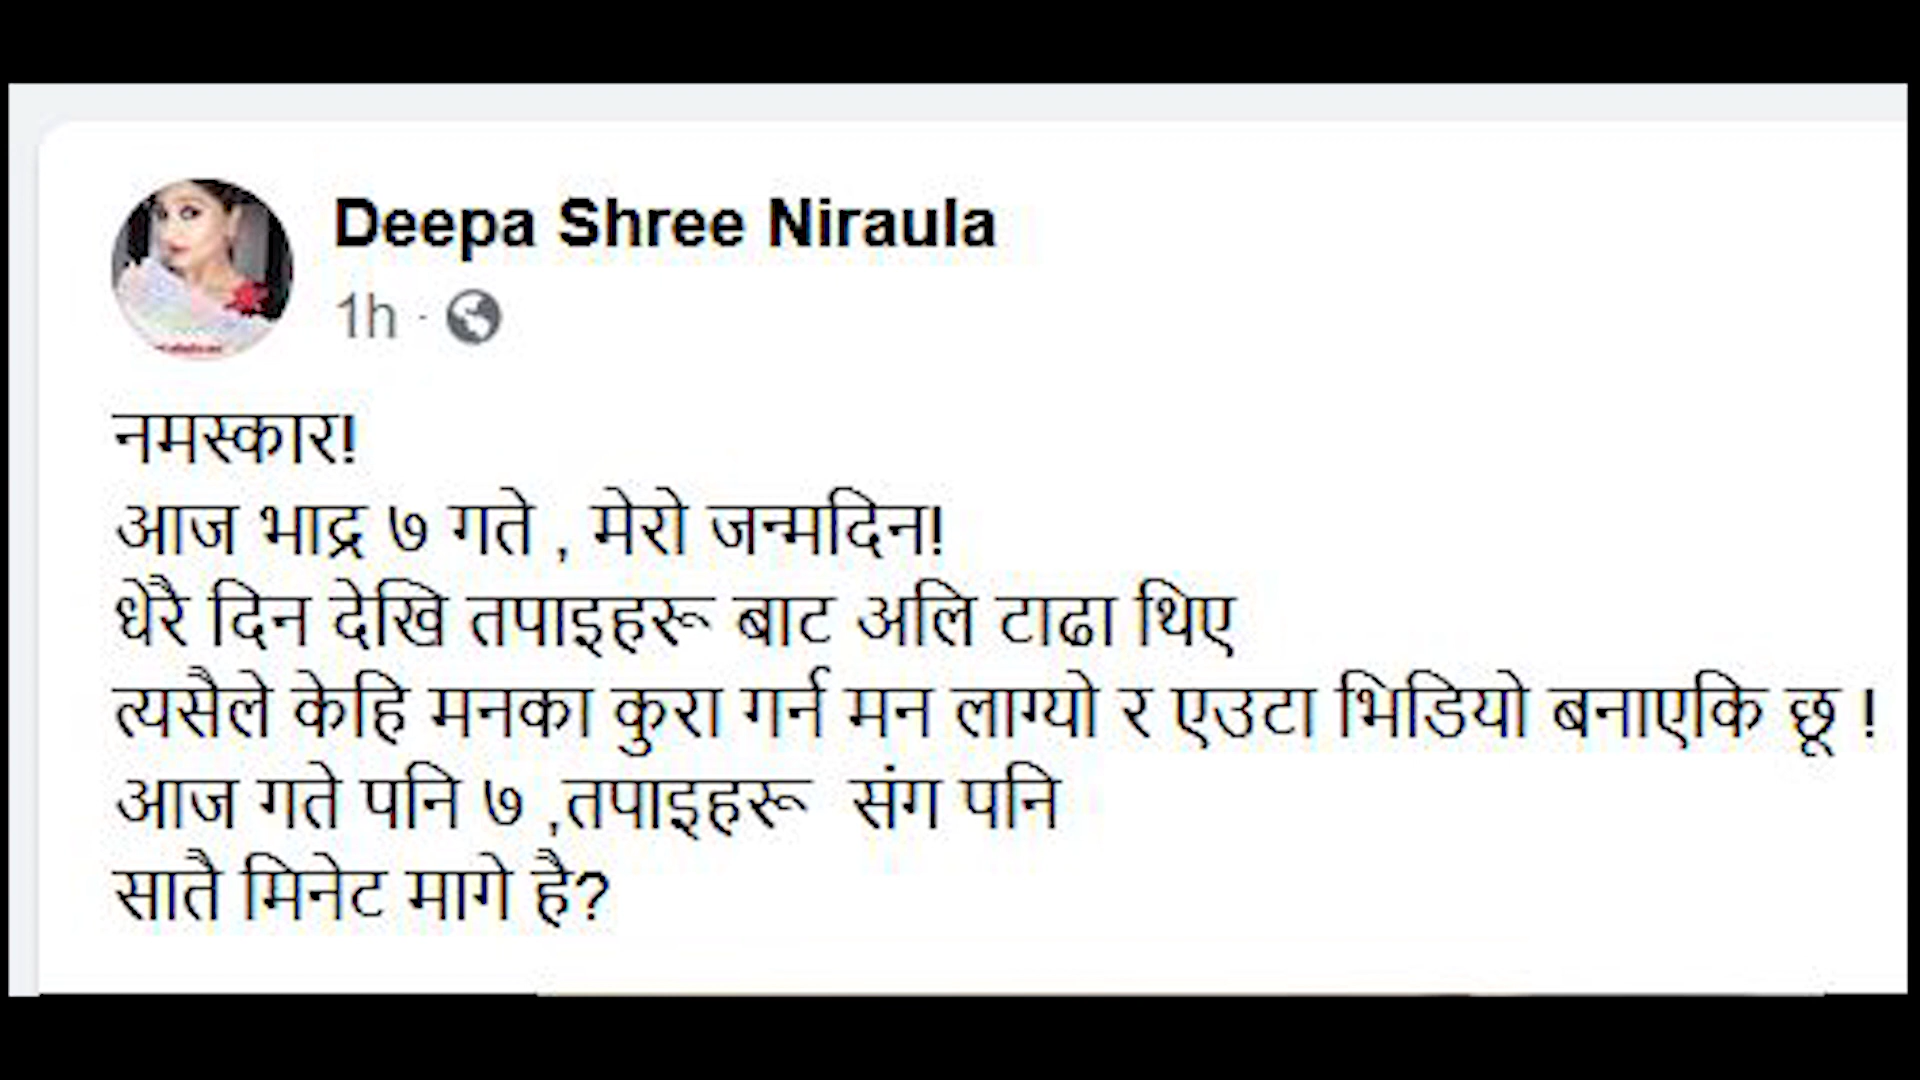 Deepa Shree Niraula
1h ·
नमस्कार!
आज भाद्र ७ गते , मेरो जन्मदिन!
धेरै दिन देखि तपाइहरू बाट अलि टाढा थिए
त्यसैले केहि मनका कुरा गर्न मन लाग्यो र एउटा भिडियो बनाएकि छू !
आज गते पनि ७ ,तपाइहरू संग पनि
सातै मिनेट मागे है?